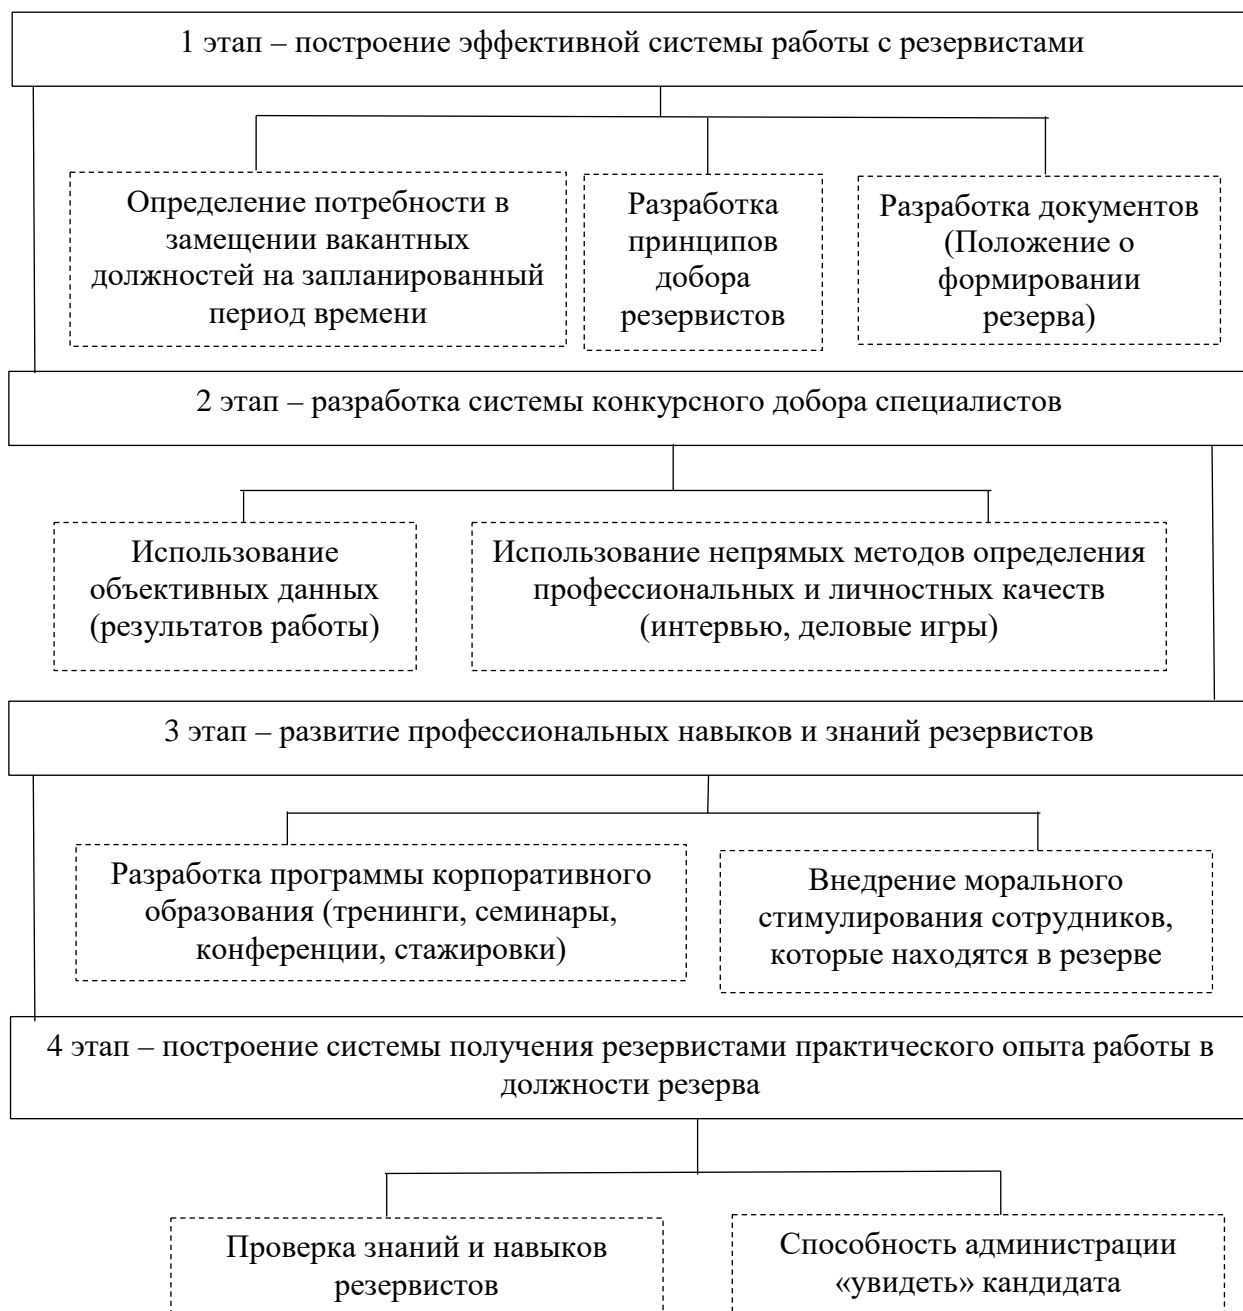 1 этап – построение эффективной системы работы с резервистами
Определение потребности в
замещении вакантных
должностей на запланированный
период времени
Разработка
принципов
добора
резервистов
Разработка документов
(Положение о
формировании
резерва)
2 этап – разработка системы конкурсного добора специалистов
Использование
объективных данных
(результатов работы)
Использование непрямых методов определения
профессиональных и личностных качеств
(интервью, деловые игры)
3 этап – развитие профессиональных навыков и знаний резервистов
Разработка программы корпоративного
образования (тренинги, семинары,
конференции, стажировки)
Внедрение морального
стимулирования сотрудников,
которые находятся в резерве
4 этап – построение системы получения резервистами практического опыта работы в
должности резерва
Проверка знаний и навыков
резервистов
Способность администрации
«увидеть» кандидата